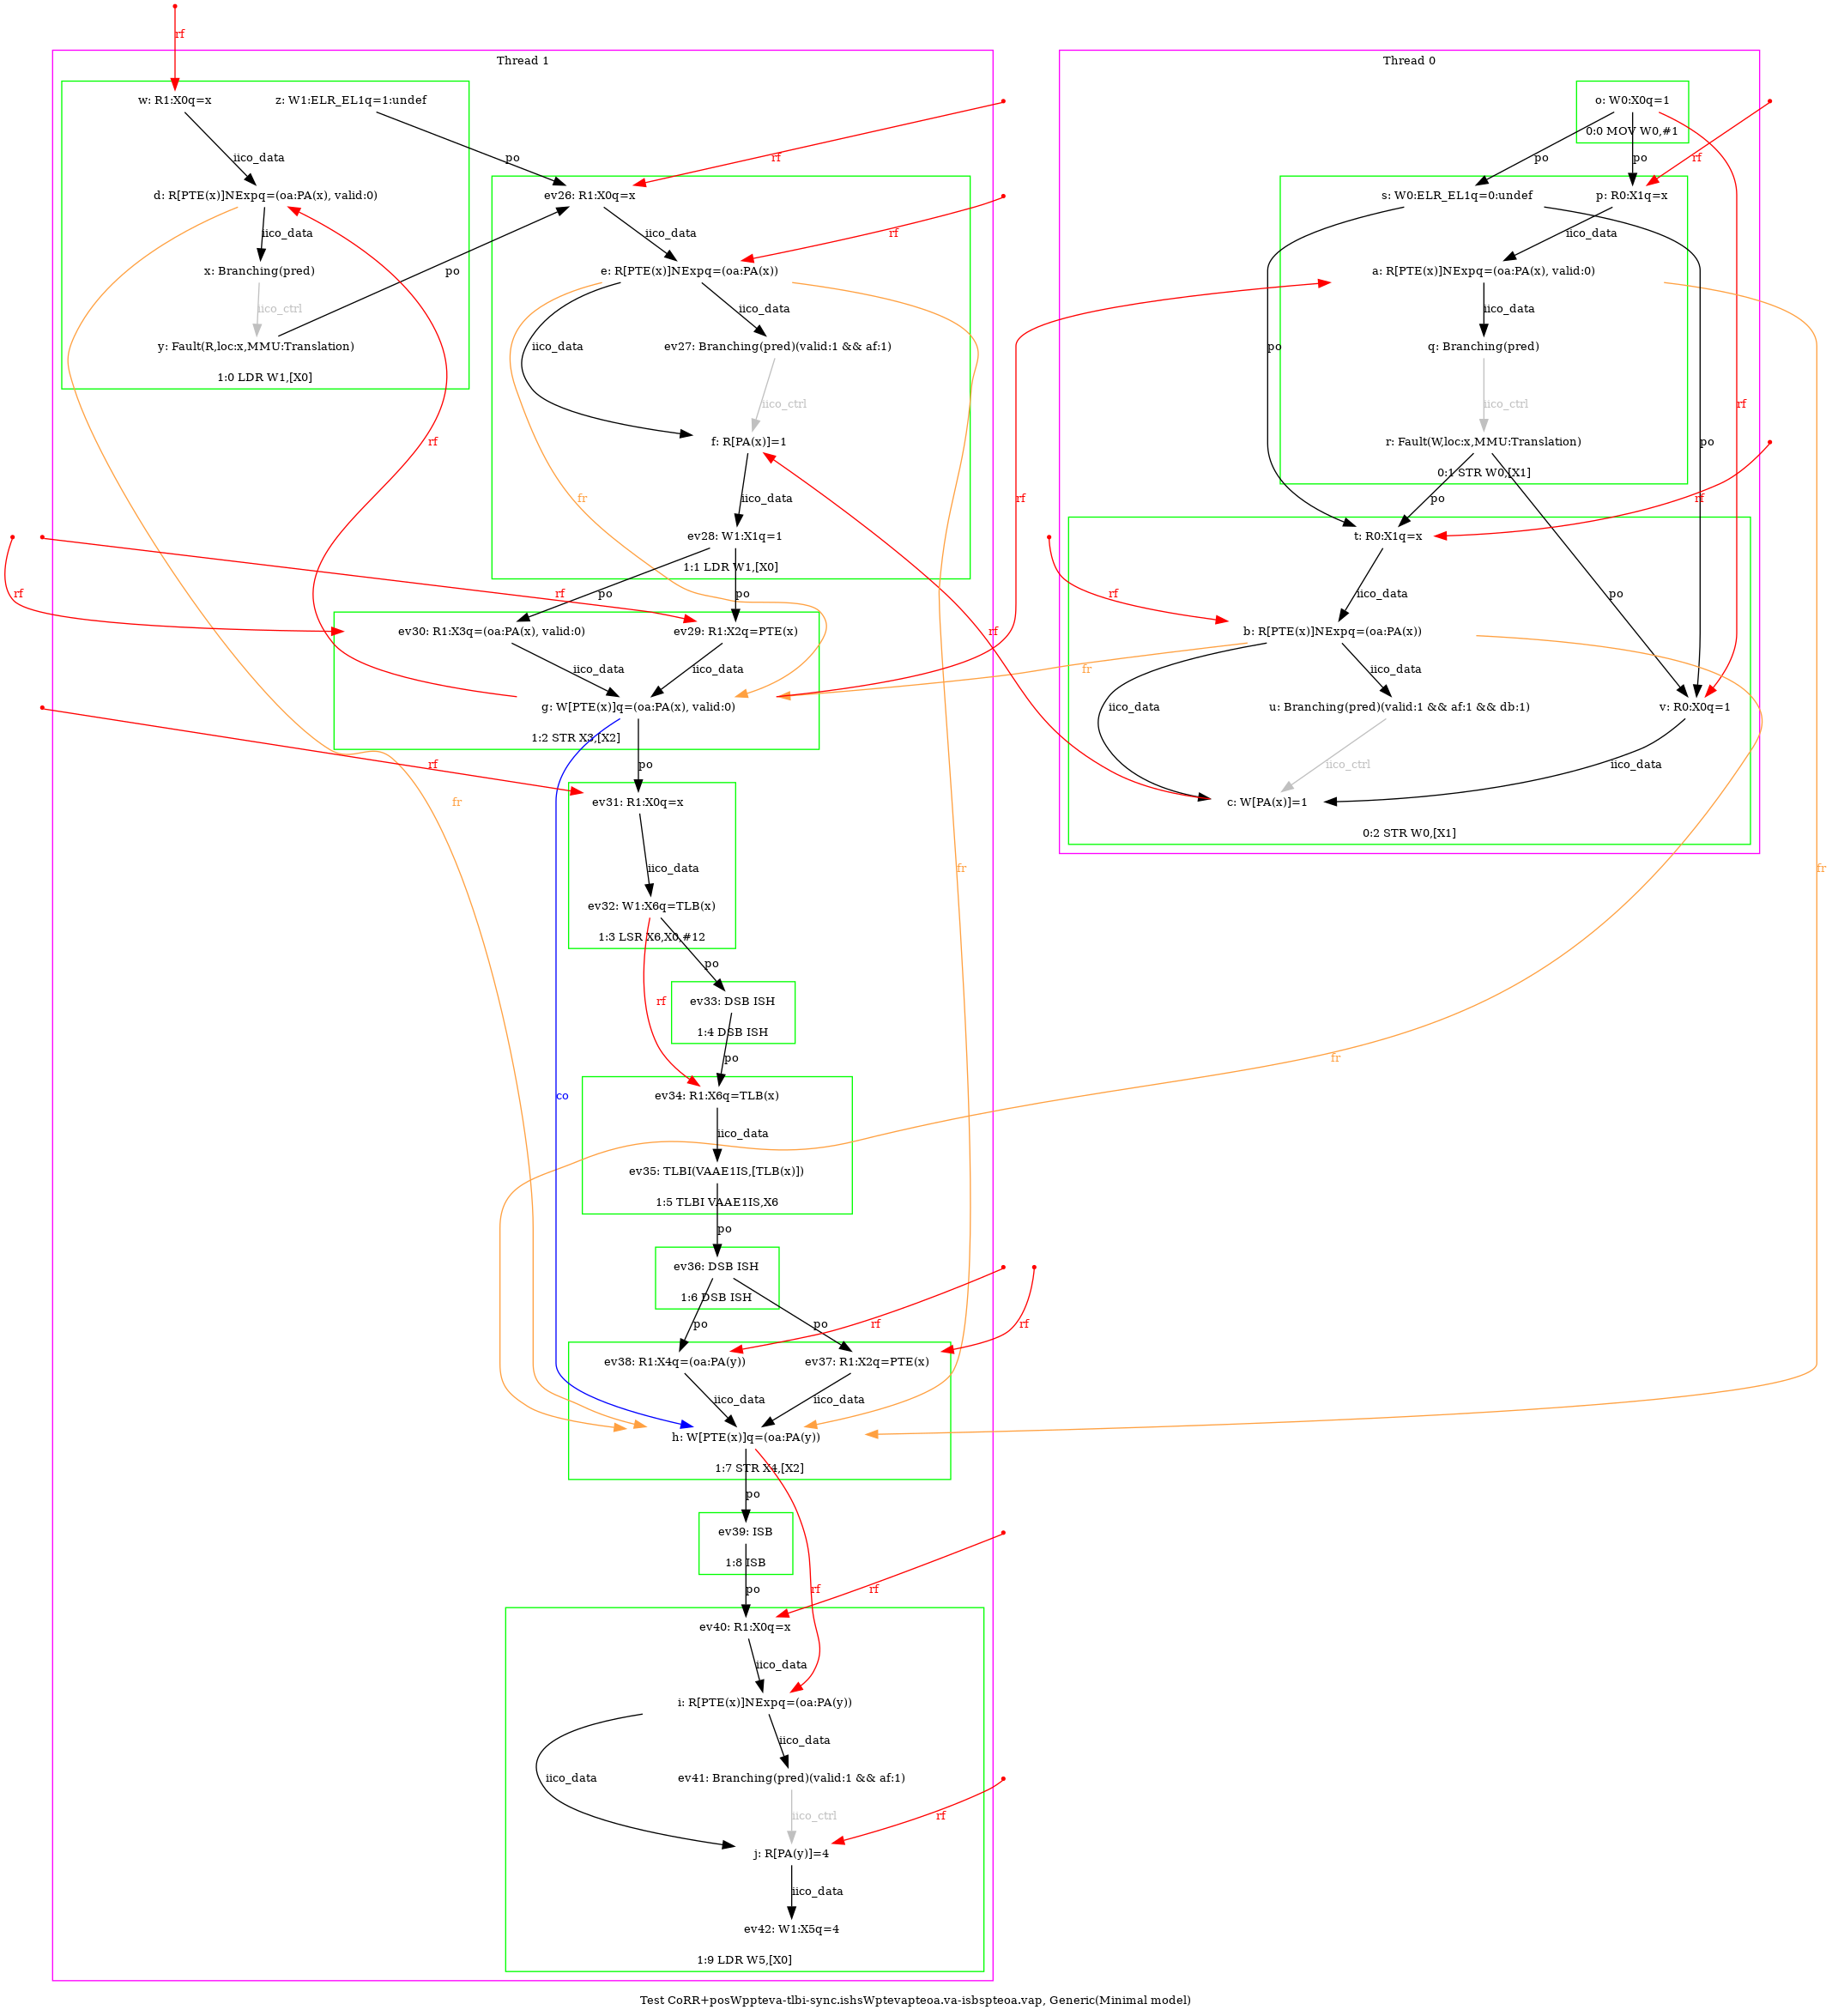 rf
Thread 1
Thread 0
w: R1:X0q=x
z: W1:ELR_EL1q=1:undef
o: W0:X0q=1
0:0 MOV W0,#1
iico_data
po
rf
po
po
rf
d: R[PTE(x)]NExpq=(oa:PA(x), valid:0)
ev26: R1:X0q=x
s: W0:ELR_EL1q=0:undef
p: R0:X1q=x
iico_data
iico_data
rf
iico_data
x: Branching(pred)
po
e: R[PTE(x)]NExpq=(oa:PA(x))
a: R[PTE(x)]NExpq=(oa:PA(x), valid:0)
iico_ctrl
iico_data
iico_data
y: Fault(R,loc:x,MMU:Translation)
iico_data
ev27: Branching(pred)(valid:1 && af:1)
po
q: Branching(pred)
1:0 LDR W1,[X0]
iico_ctrl
iico_ctrl
rf
rf
f: R[PA(x)]=1
r: Fault(W,loc:x,MMU:Translation)
po
0:1 STR W0,[X1]
fr
iico_data
rf
po
rf
ev28: W1:X1q=1
t: R0:X1q=x
1:1 LDR W1,[X0]
rf
po
rf
po
rf
iico_data
po
ev30: R1:X3q=(oa:PA(x), valid:0)
ev29: R1:X2q=PTE(x)
rf
b: R[PTE(x)]NExpq=(oa:PA(x))
iico_data
iico_data
fr
iico_data
g: W[PTE(x)]q=(oa:PA(x), valid:0)
iico_data
u: Branching(pred)(valid:1 && af:1 && db:1)
v: R0:X0q=1
1:2 STR X3,[X2]
rf
po
iico_ctrl
iico_data
fr
ev31: R1:X0q=x
c: W[PA(x)]=1
0:2 STR W0,[X1]
iico_data
fr
fr
ev32: W1:X6q=TLB(x)
1:3 LSR X6,X0,#12
po
rf
ev33: DSB ISH
1:4 DSB ISH
po
fr
co
ev34: R1:X6q=TLB(x)
iico_data
ev35: TLBI(VAAE1IS,[TLB(x)])
1:5 TLBI VAAE1IS,X6
po
ev36: DSB ISH
1:6 DSB ISH
po
po
rf
rf
ev38: R1:X4q=(oa:PA(y))
ev37: R1:X2q=PTE(x)
iico_data
iico_data
h: W[PTE(x)]q=(oa:PA(y))
1:7 STR X4,[X2]
po
ev39: ISB
1:8 ISB
po
rf
rf
ev40: R1:X0q=x
iico_data
i: R[PTE(x)]NExpq=(oa:PA(y))
iico_data
iico_data
ev41: Branching(pred)(valid:1 && af:1)
iico_ctrl
rf
j: R[PA(y)]=4
iico_data
ev42: W1:X5q=4
1:9 LDR W5,[X0]
Test CoRR+posWppteva-tlbi-sync.ishsWptevapteoa.va-isbspteoa.vap, Generic(Minimal model)